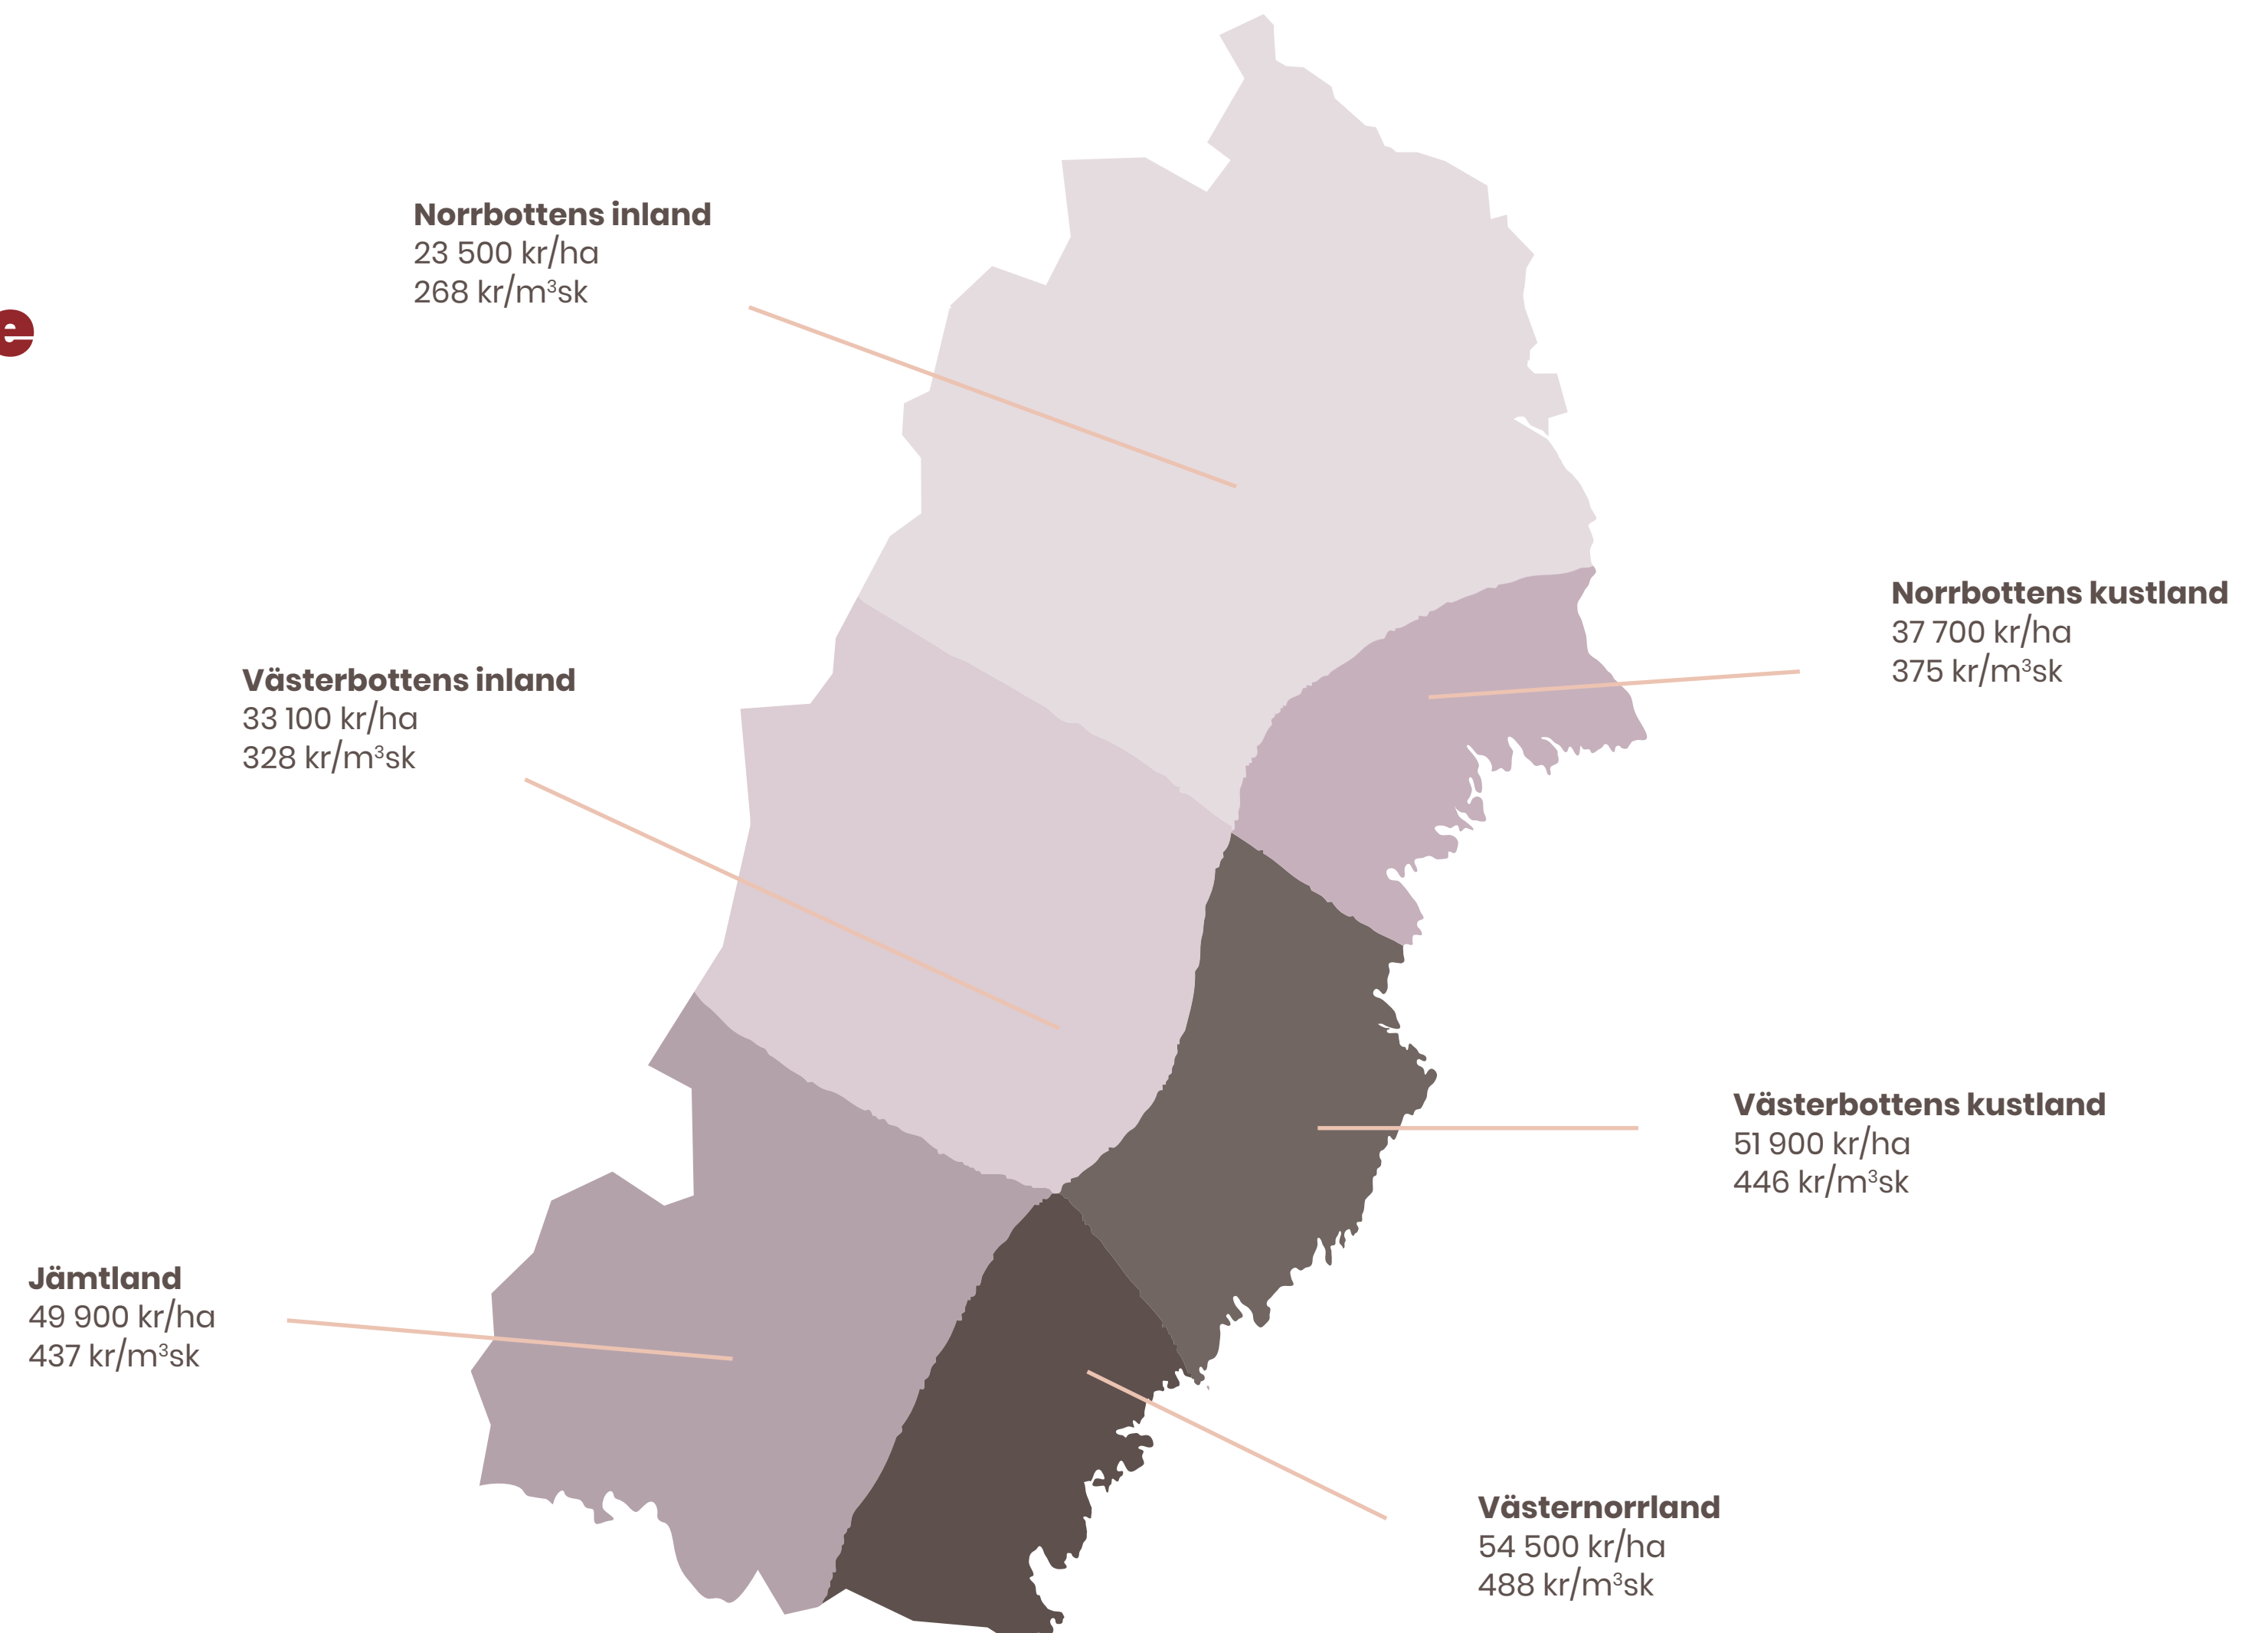 Norrbottens inland
23 500 kr/ha
268 kr/m³sk
e
Norrbottens kustland
37 700 kr/ha
375 kr/m³sk
Västerbottens inland
33 100 kr/ha
328 kr/m³sk
Västerbottens kustland
51 900 kr/ha
446 kr/m³sk
Jämtland
49 900 kr/ha
437 kr/m³sk
Västernorrland
54 500 kr/ha
488 kr/m³sk